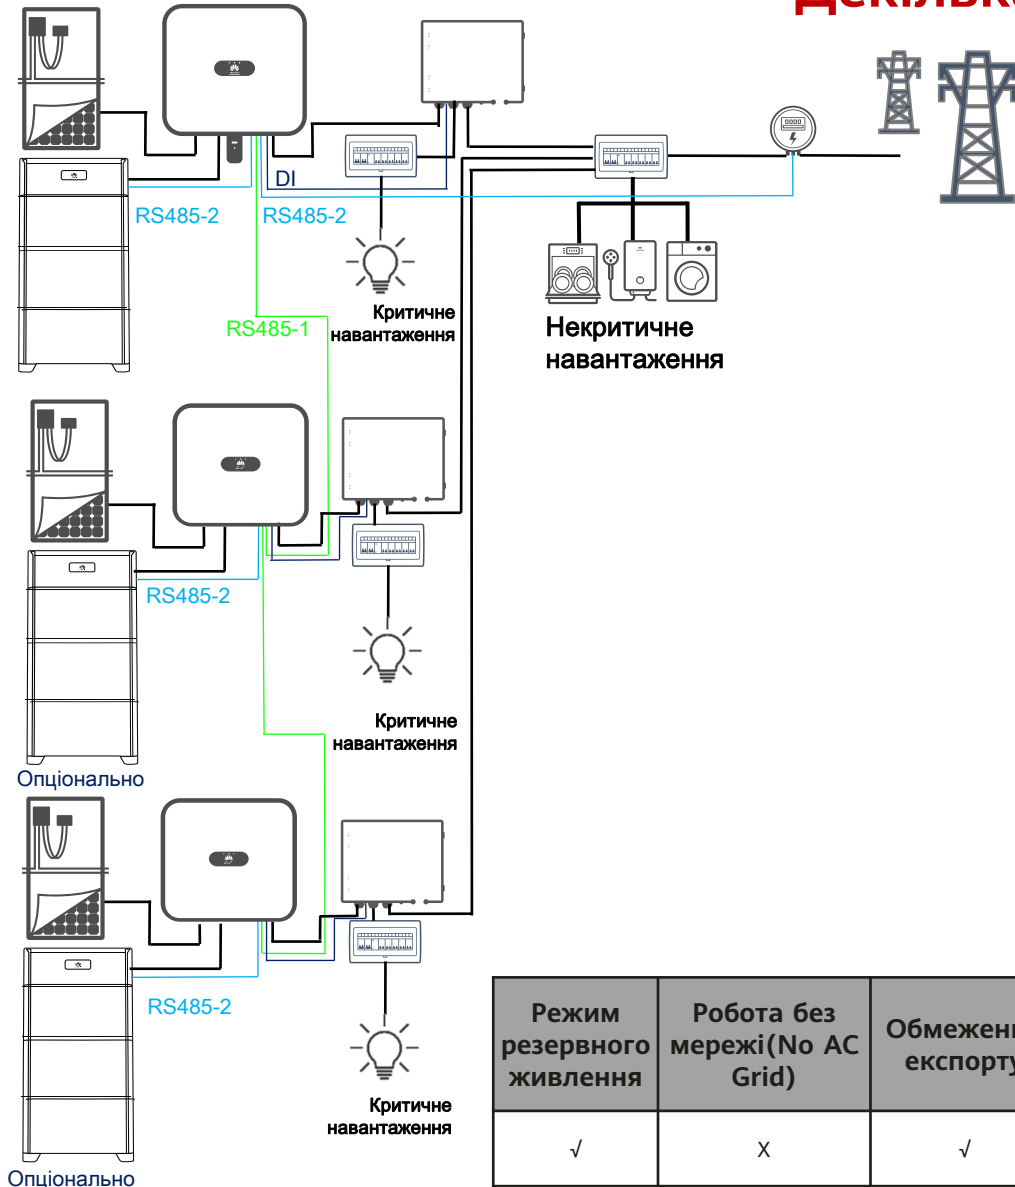 DI
RS485-2
RS485-2
Критичне
навантаження
RS485-1
Некритичне
навантаження
RS485-2
Критичне
навантаження
Опціонально
RS485-2
Критичне
навантаження
Опціонально
Режим
резервного
живлення
Робота без
мережі(No AC
Grid)
експорту
√
X
√